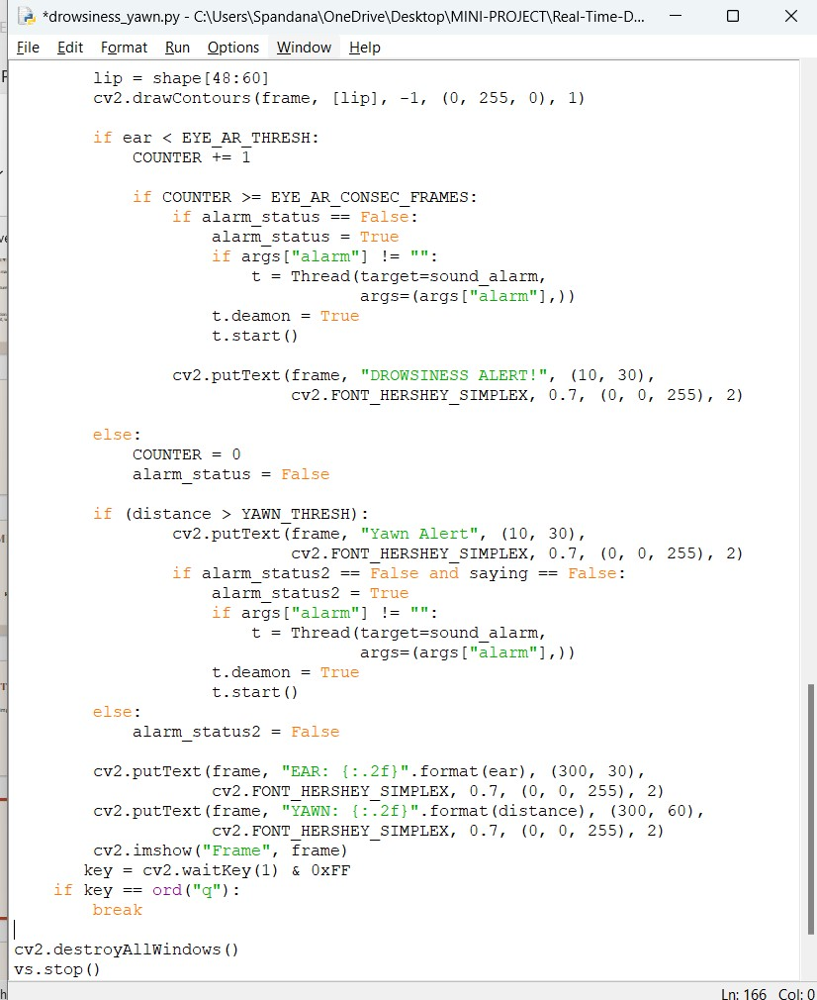 *drowsiness_yawn.py - C:\Users\Spandana\OneDrive\Desktop\MINI-PROJECT\Real-Time-D...
File Edit Format Run Options Window Help
        lip = shape[48:60]
        cv2.drawContours(frame, [lip], -1, (0, 255, 0), 1)

        if ear < EYE_AR_THRESH:
            COUNTER += 1

            if COUNTER >= EYE_AR_CONSEC_FRAMES:
                if alarm_status == False:
                    alarm_status = True
                    if args["alarm"] != "":
                        t = Thread(target=sound_alarm,
                                   args=(args["alarm"],))
                    t.deamon = True
                    t.start()

                cv2.putText(frame, "DROWSINESS ALERT!", (10, 30),
                            cv2.FONT_HERSHEY_SIMPLEX, 0.7, (0, 0, 255), 2)

        else:
            COUNTER = 0
            alarm_status = False

        if (distance > YAWN_THRESH):
                cv2.putText(frame, "Yawn Alert", (10, 30),
                            cv2.FONT_HERSHEY_SIMPLEX, 0.7, (0, 0, 255), 2)
                if alarm_status2 == False and saying == False:
                    alarm_status2 = True
                    if args["alarm"] != "":
                        t = Thread(target=sound_alarm,
                                   args=(args["alarm"],))
                    t.deamon = True
                    t.start()
        else:
            alarm_status2 = False

        cv2.putText(frame, "EAR: {:.2f}".format(ear), (300, 30),
                    cv2.FONT_HERSHEY_SIMPLEX, 0.7, (0, 0, 255), 2)
        cv2.putText(frame, "YAWN: {:.2f}".format(distance), (300, 60),
                    cv2.FONT_HERSHEY_SIMPLEX, 0.7, (0, 0, 255), 2)
        cv2.imshow("Frame", frame)
       key = cv2.waitKey(1) & 0xFF
    if key == ord("q"):
        break

cv2.destroyAllWindows()
vs.stop()
Ln: 166 Col: 0